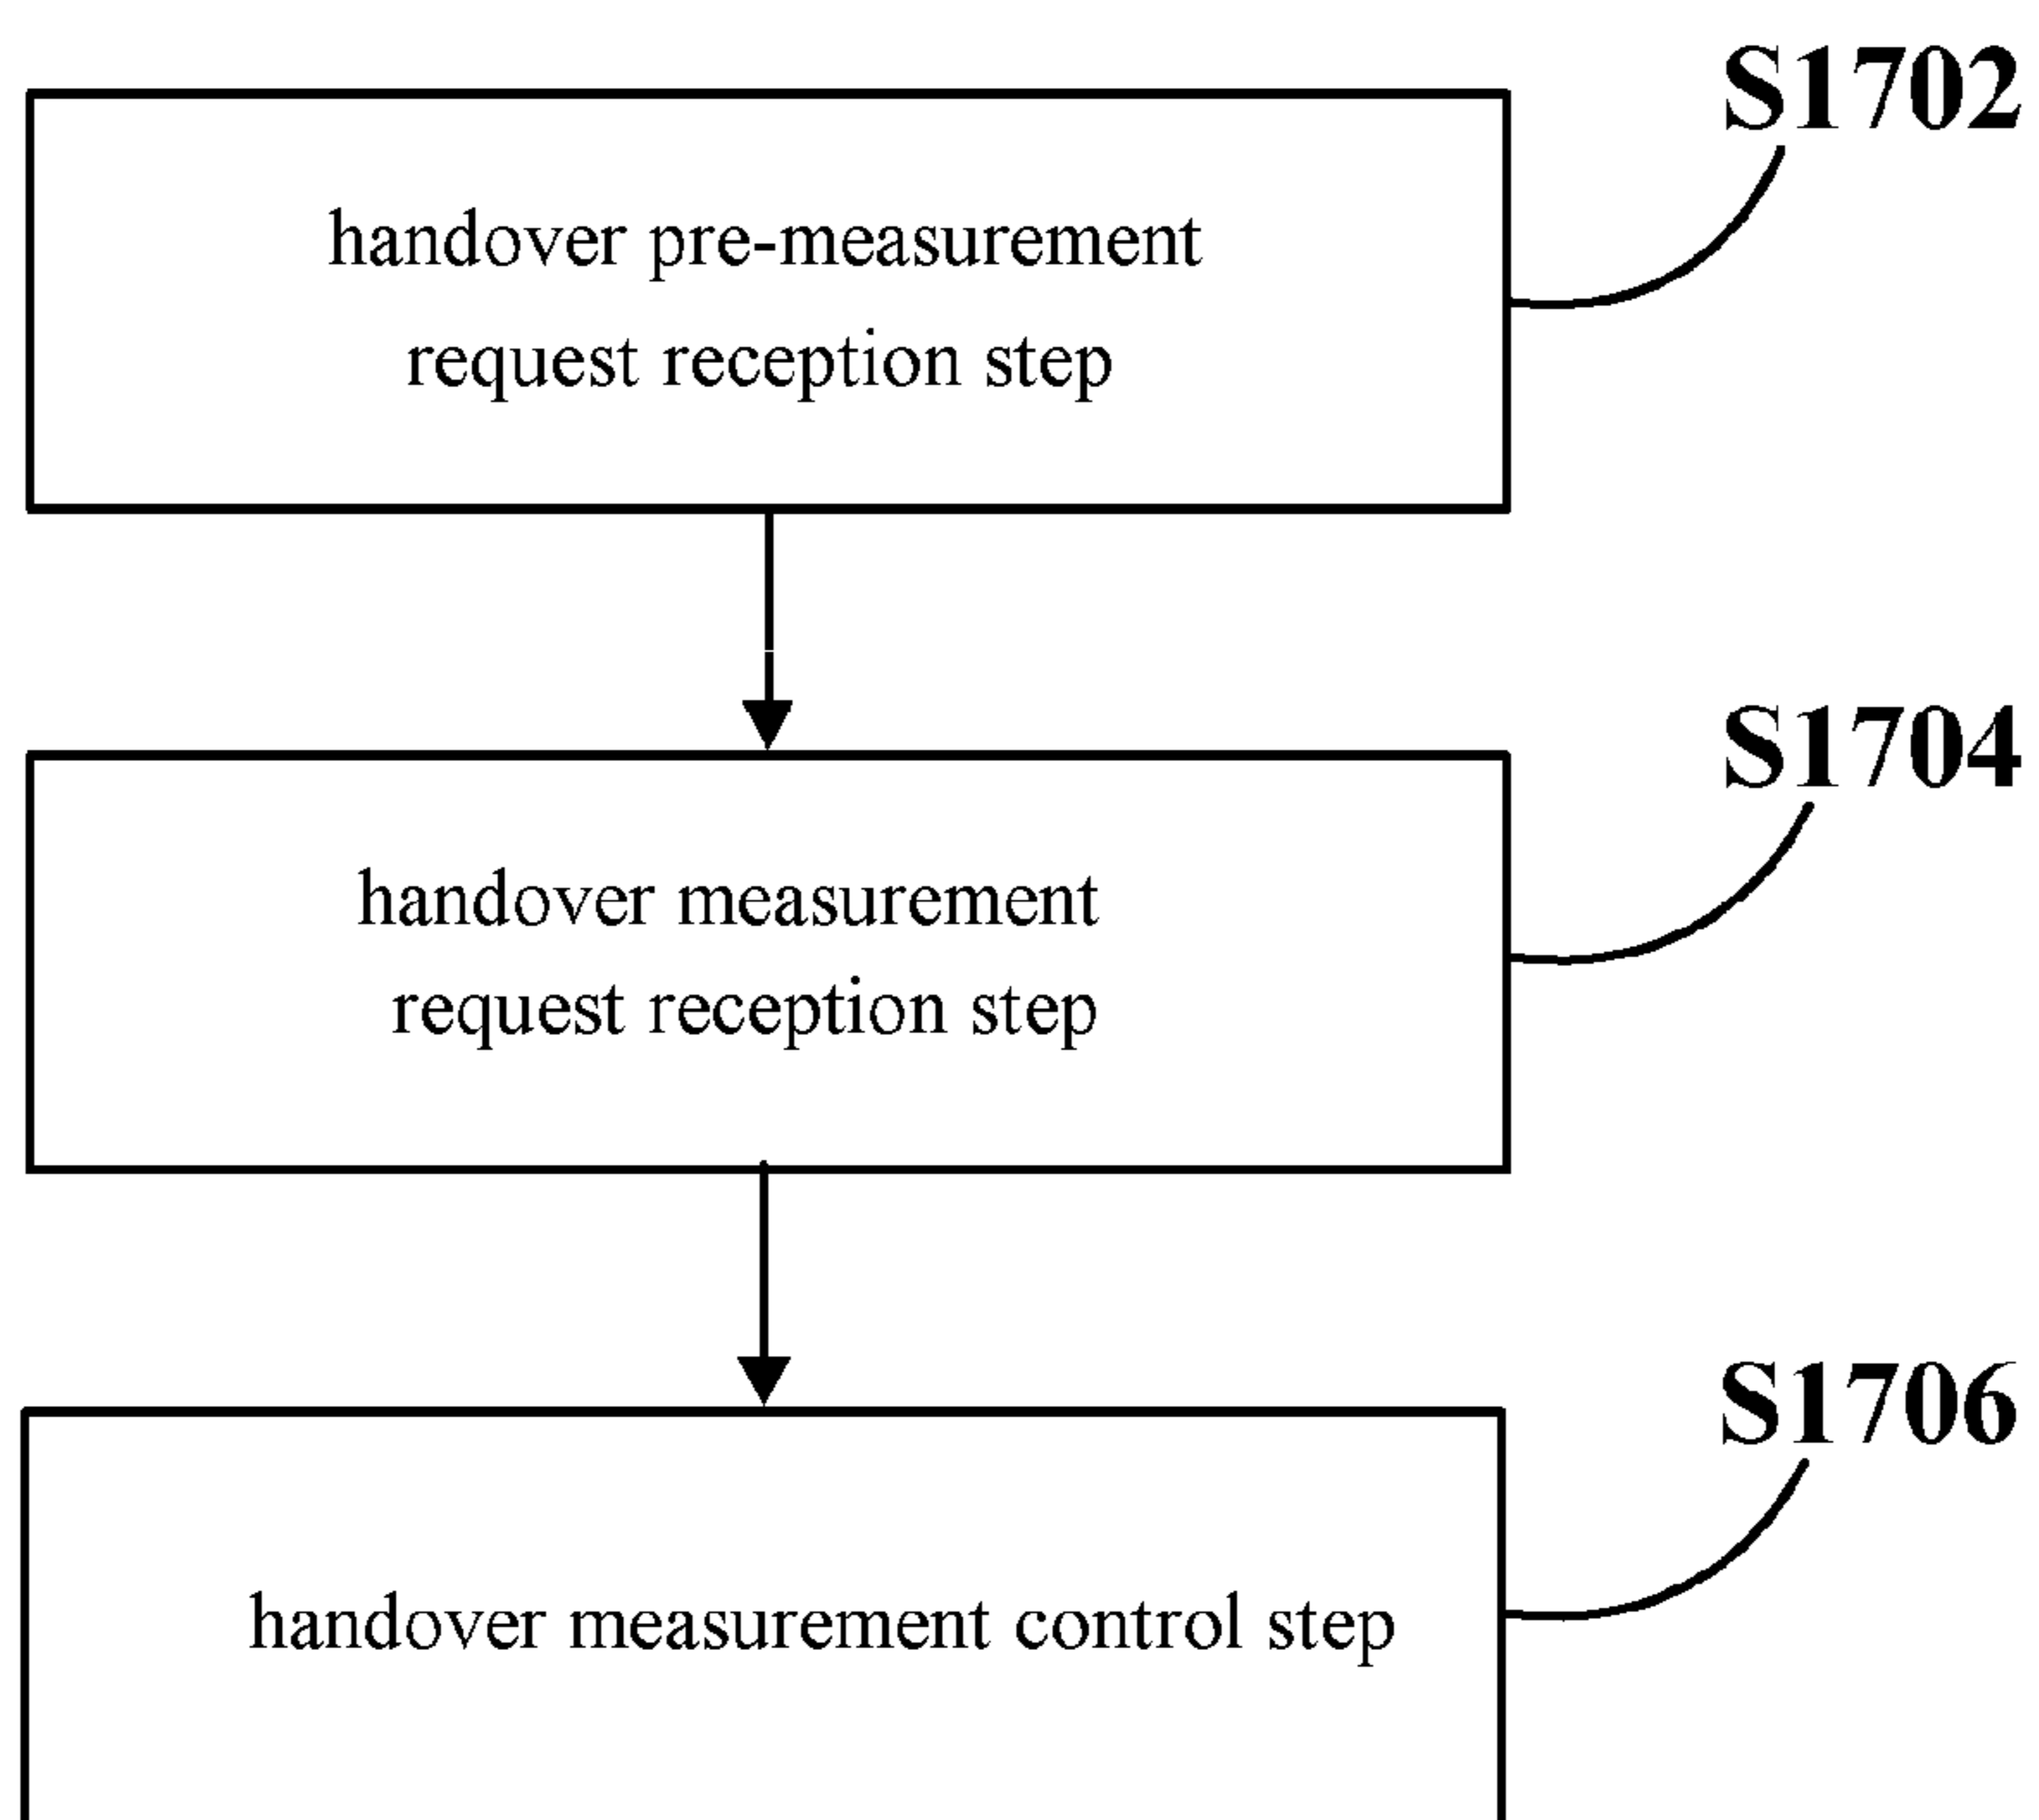 S1702
handover pre-measurement
request reception step
S1704
handover measurement
request reception step
S1706
handover measurement control step